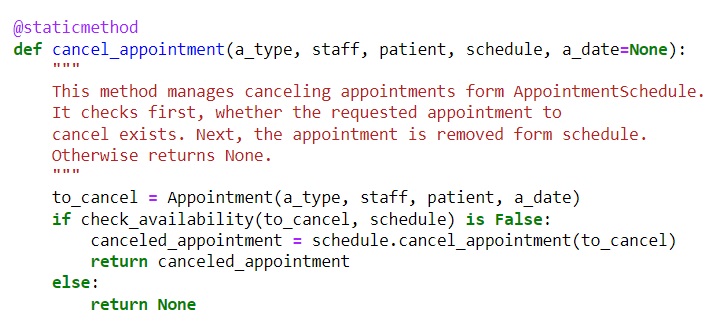 @staticmethod
def cancel_appointment(a_type, staff, patient, schedule, a_date=None):
    """
    This method manages canceling appointments form AppointmentSchedule.
    It checks first, whether the requested appointment to
    cancel exists. Next, the appointment is removed form schedule.
    Otherwise returns None.
    """
    to_cancel = Appointment(a_type, staff, patient, a_date)
    if check_availability(to_cancel, schedule) is False:
        canceled_appointment = schedule.cancel_appointment(to_cancel)
        return canceled_appointment
    else:
        return None